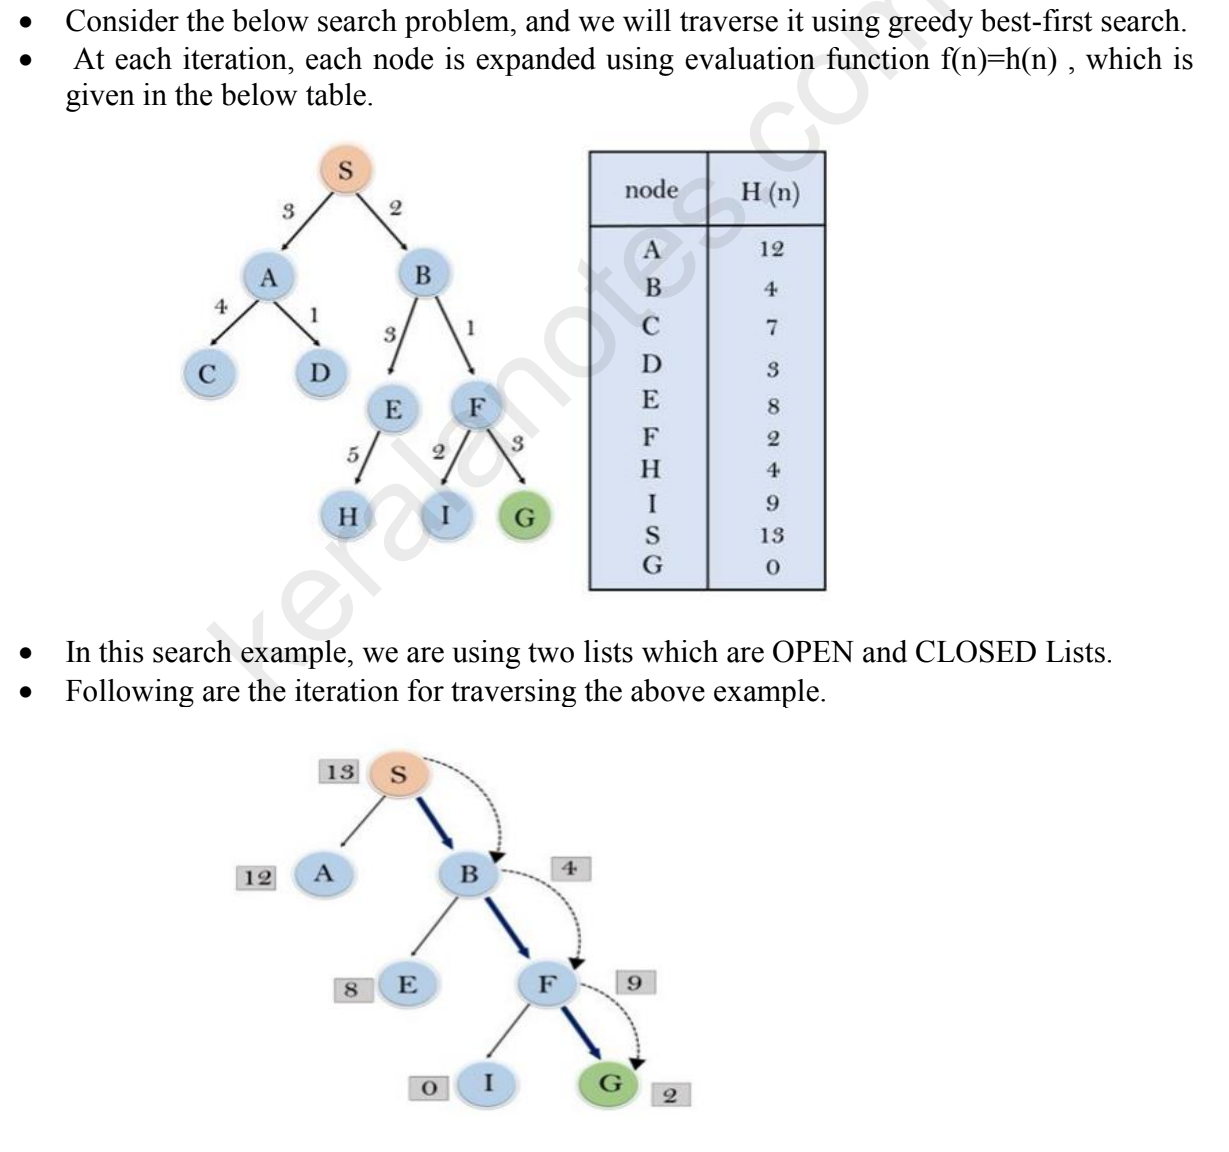 • Consider the below search problem, and we will traverse it using greedy best-first search.
• At each iteration, each node is expanded using evaluation function f(n)=h(n) , which is
given in the below table.
S
3 2
A B
4 1 3 1
C D
E F
5 2 3
H I G
node H (n)
A 12
B 4
C 7
D 3
E 8
F 2
H 4
I 9
S 13
G 0
keralanotes.com
• In this search example, we are using two lists which are OPEN and CLOSED Lists.
• Following are the iteration for traversing the above example.
13 S
12 A B 4
8 E F 9
0 I G 2